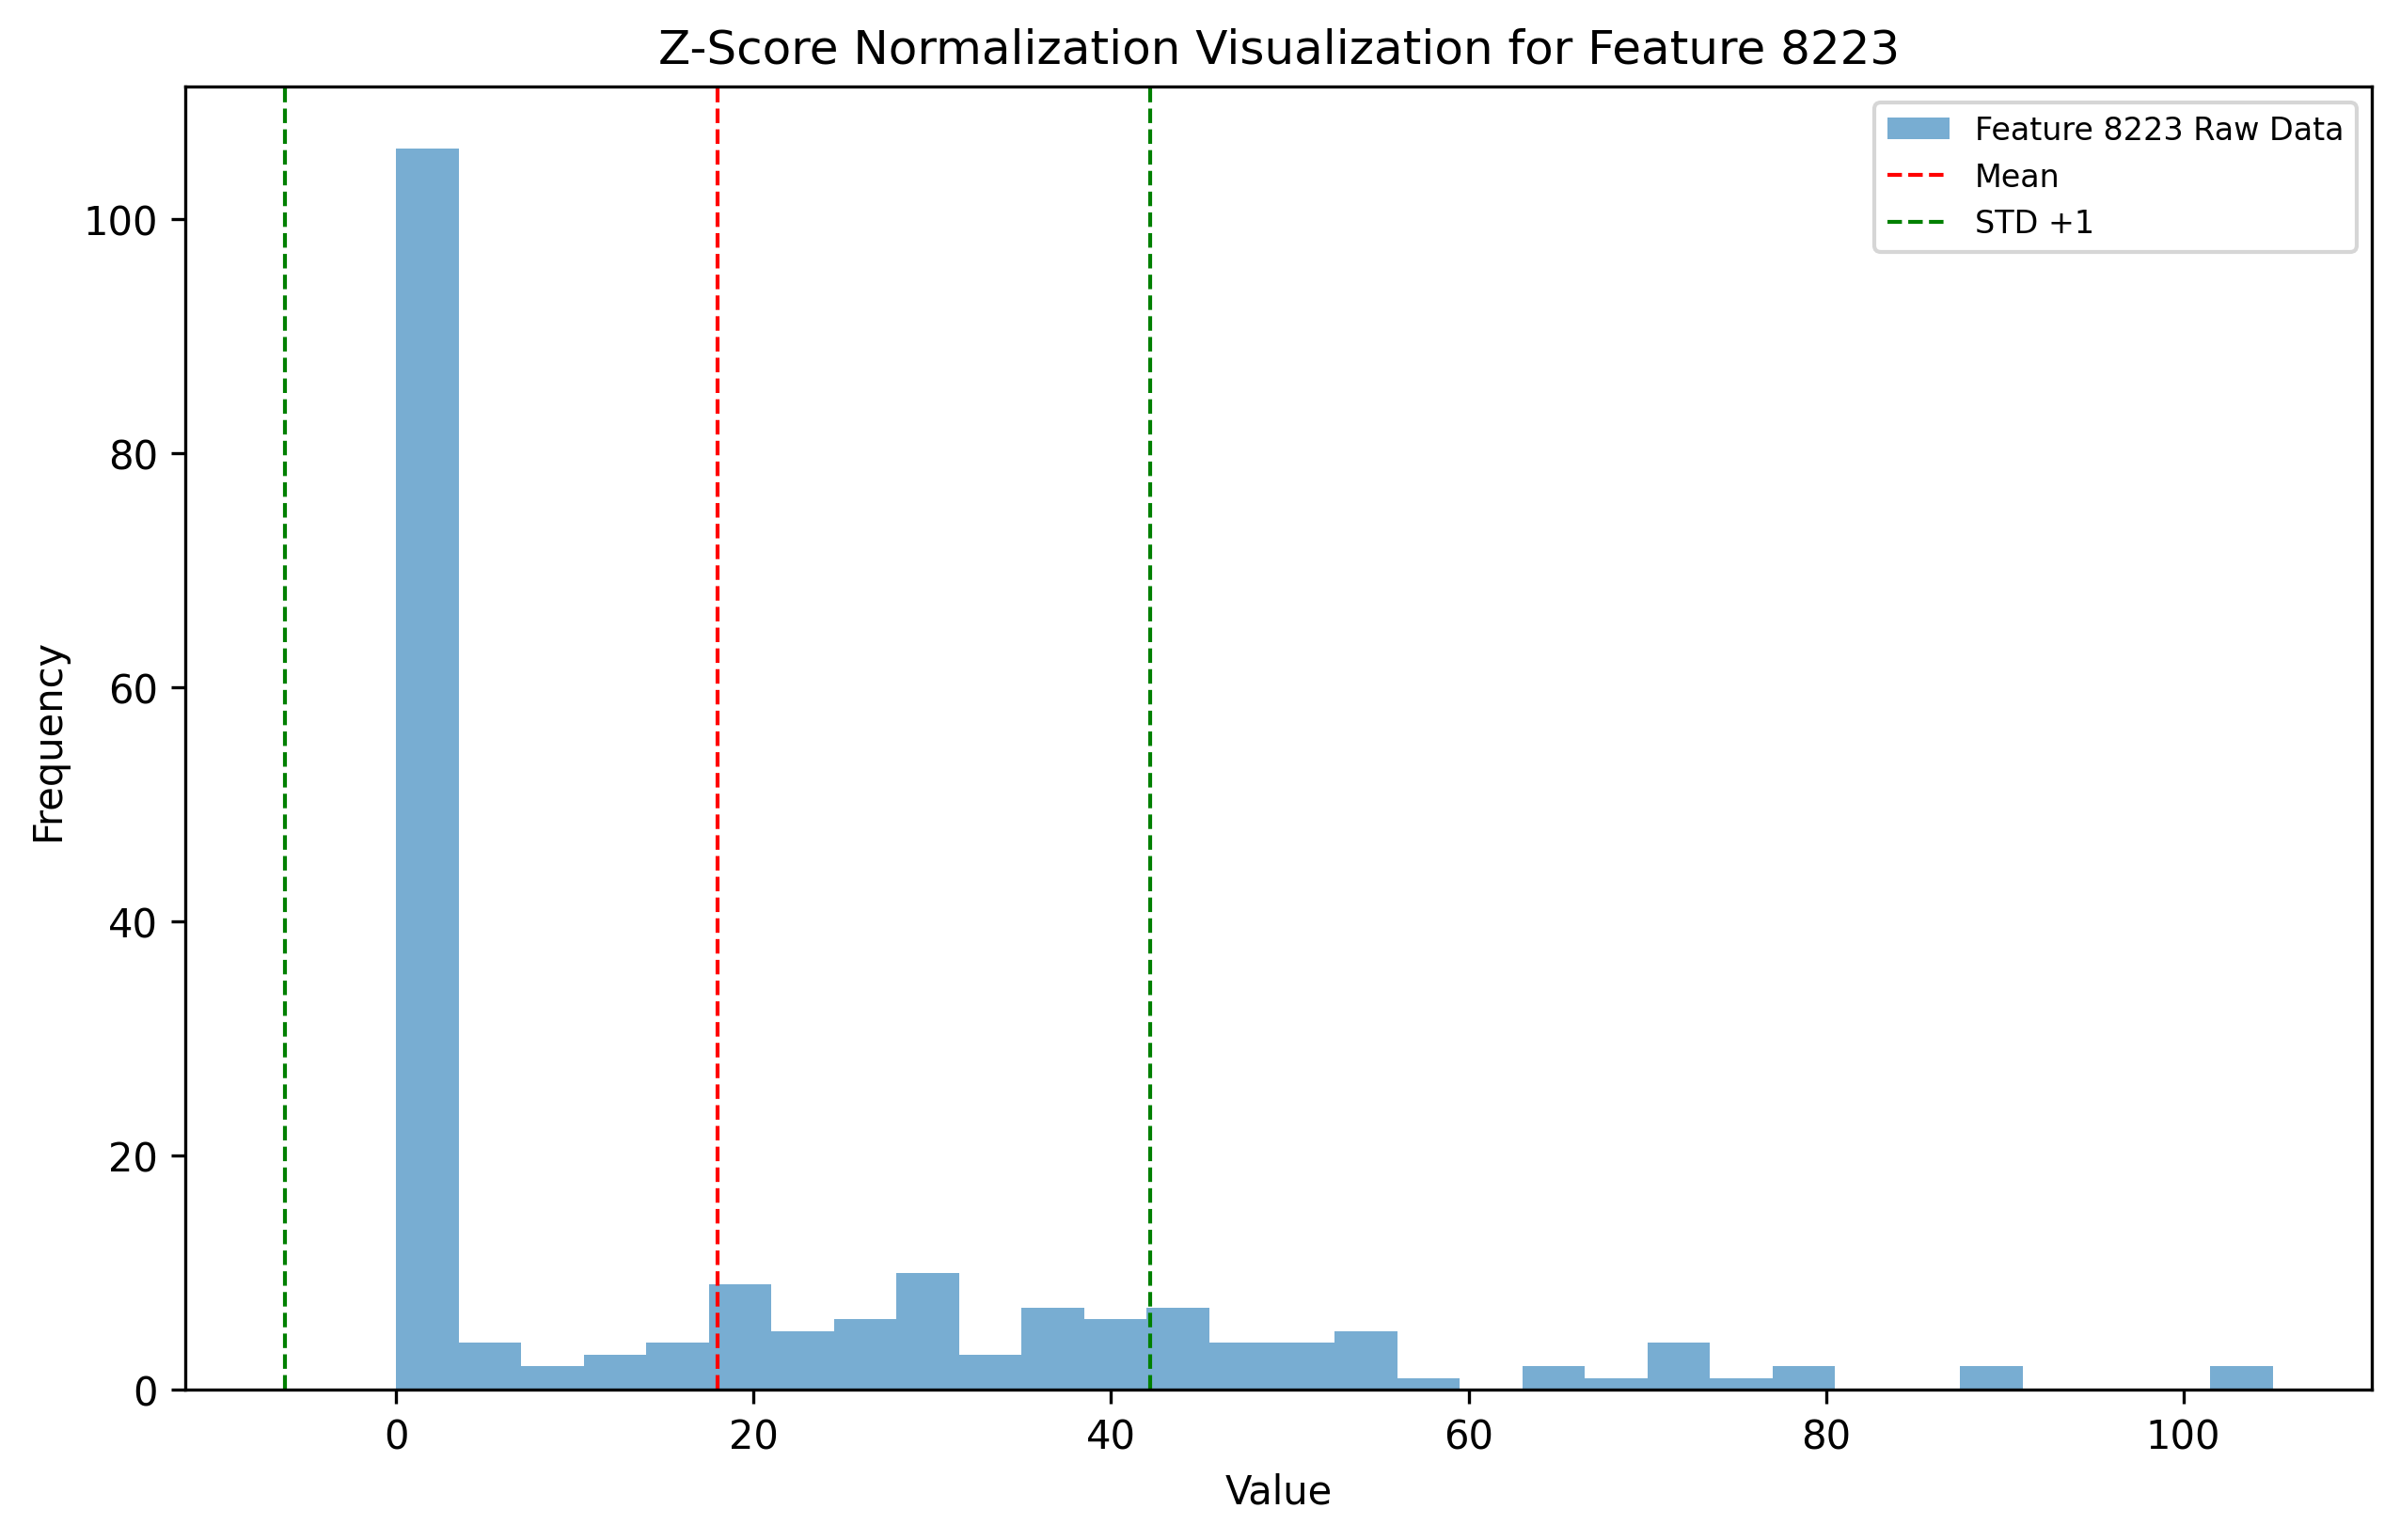 Z-Score Normalization Visualization for Feature 8223
Feature 8223 Raw Data
Mean
STD +1
Frequency
100
80
60
40
20
0
0 20 40 60 80 100
Value